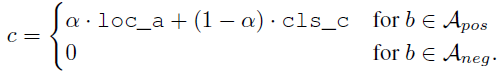 c = { α · loc_a + (1 − α) · cls_c for b ∈ 𝒜_pos
0 for b ∈ 𝒜_neg.